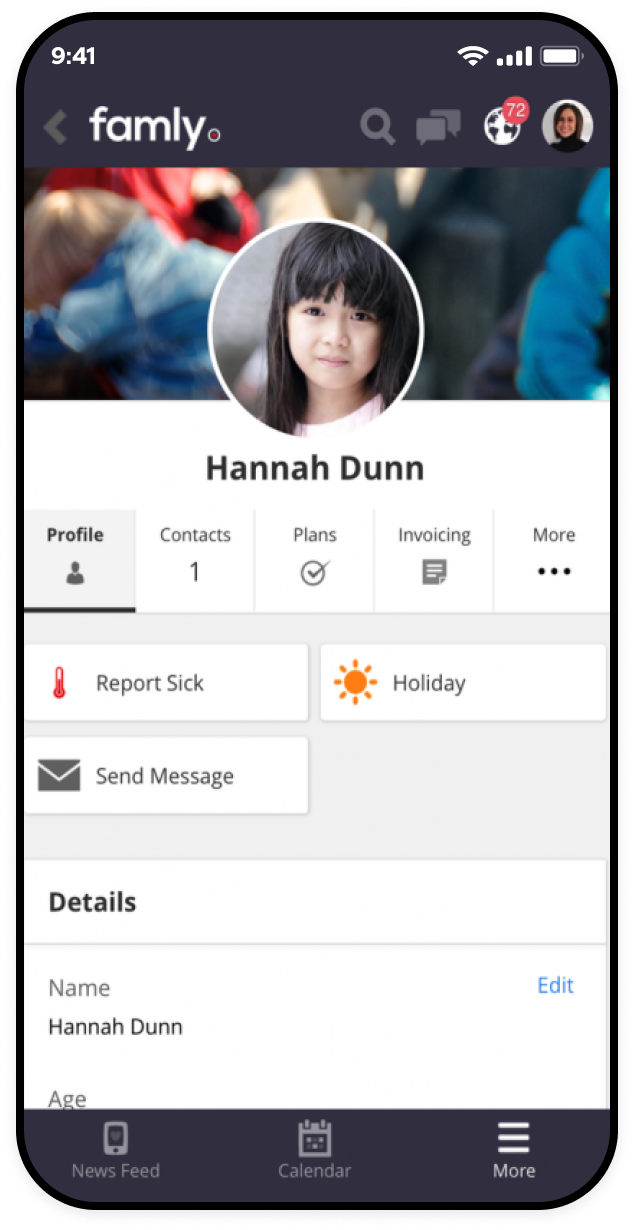 9:41
famly
72
Hannah Dunn
Profile Contacts Plans Invoicing More
1
Report Sick Holiday
Send Message
Details
Name Edit
Hannah Dunn
Age
News Feed Calendar More